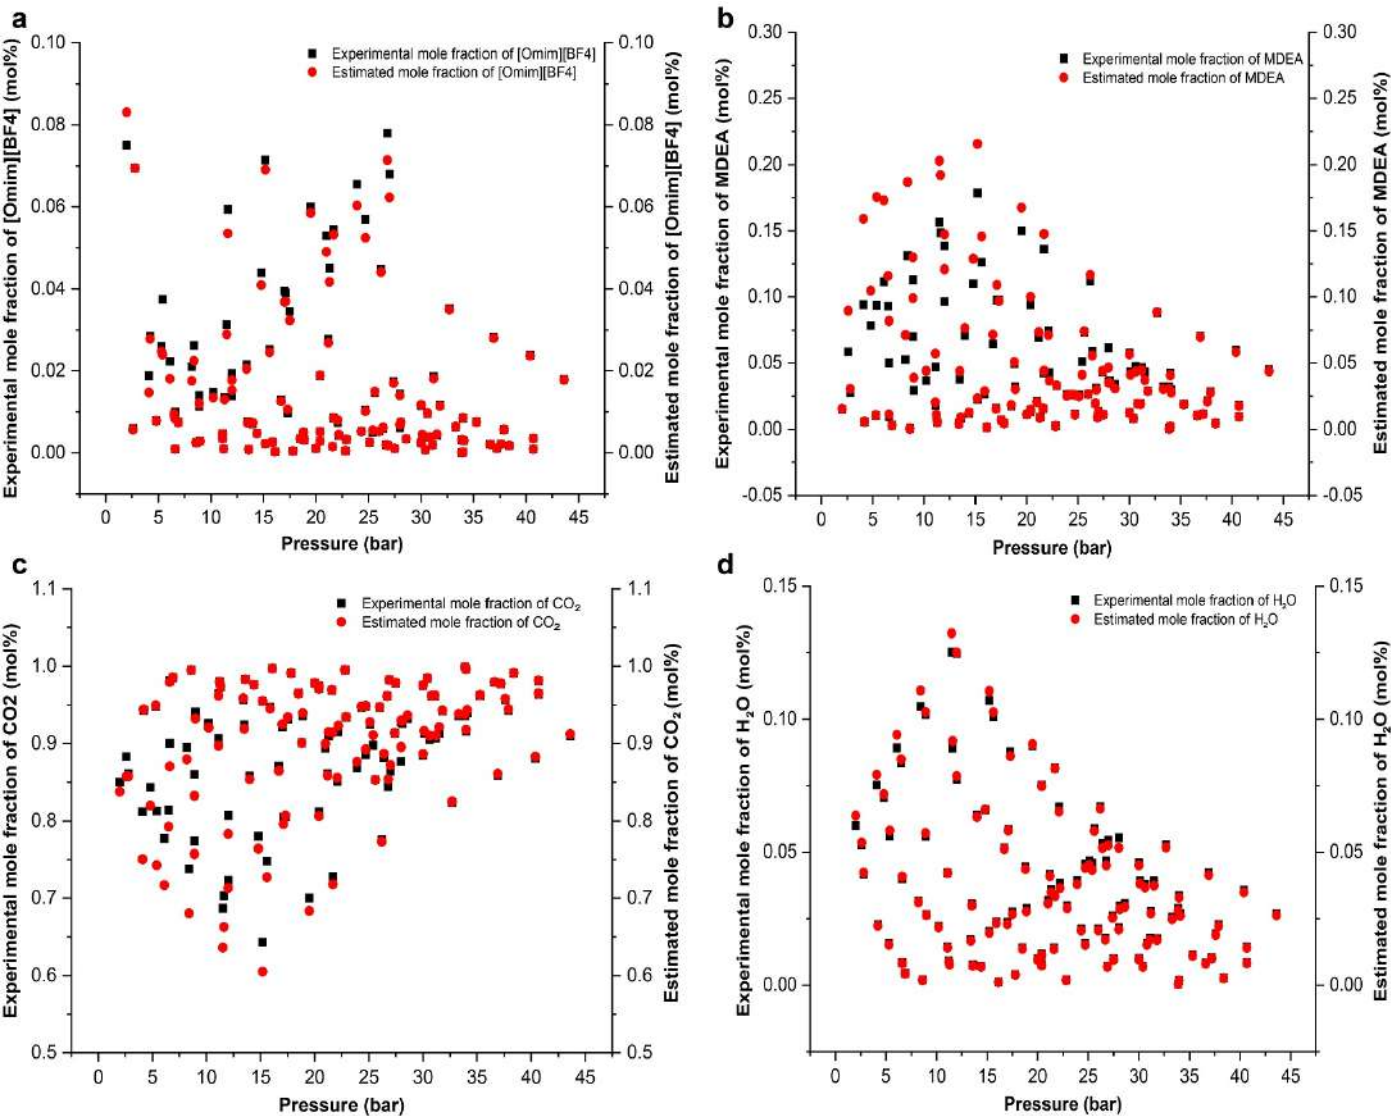 a
Experimental mole fraction of [Omim][BF4] (mol%)
0.10
0.08
0.06
0.04
0.02
0.00
Experimental mole fraction of [Omim][BF4]
Estimated mole fraction of [Omim][BF4]
0.10
0.08
0.06
0.04
0.02
0.00
Estimated mole fraction of [Omim][BF4] (mol%)
0 5 10 15 20 25 30 35 40 45
Pressure (bar)
b
Experimental mole fraction of MDEA (mol%)
0.30
0.25
0.20
0.15
0.10
0.05
0.00
-0.05
Experimental mole fraction of MDEA
Estimated mole fraction of MDEA
0.30
0.25
0.20
0.15
0.10
0.05
0.00
-0.05
Estimated mole fraction of MDEA (mol%)
0 5 10 15 20 25 30 35 40 45
Pressure (bar)
c
Experimental mole fraction of CO2 (mol%)
1.1
1.0
0.9
0.8
0.7
0.6
0.5
Experimental mole fraction of CO₂
Estimated mole fraction of CO₂
1.1
1.0
0.9
0.8
0.7
0.6
0.5
Estimated mole fraction of CO₂ (mol%)
0 5 10 15 20 25 30 35 40 45
Pressure (bar)
d
Experimental mole fraction of H₂O (mol%)
0.15
0.10
0.05
0.00
Experimental mole fraction of H₂O
Estimated mole fraction of H₂O
0.15
0.10
0.05
0.00
Estimated mole fraction of H₂O (mol%)
0 5 10 15 20 25 30 35 40 45
Pressure (bar)